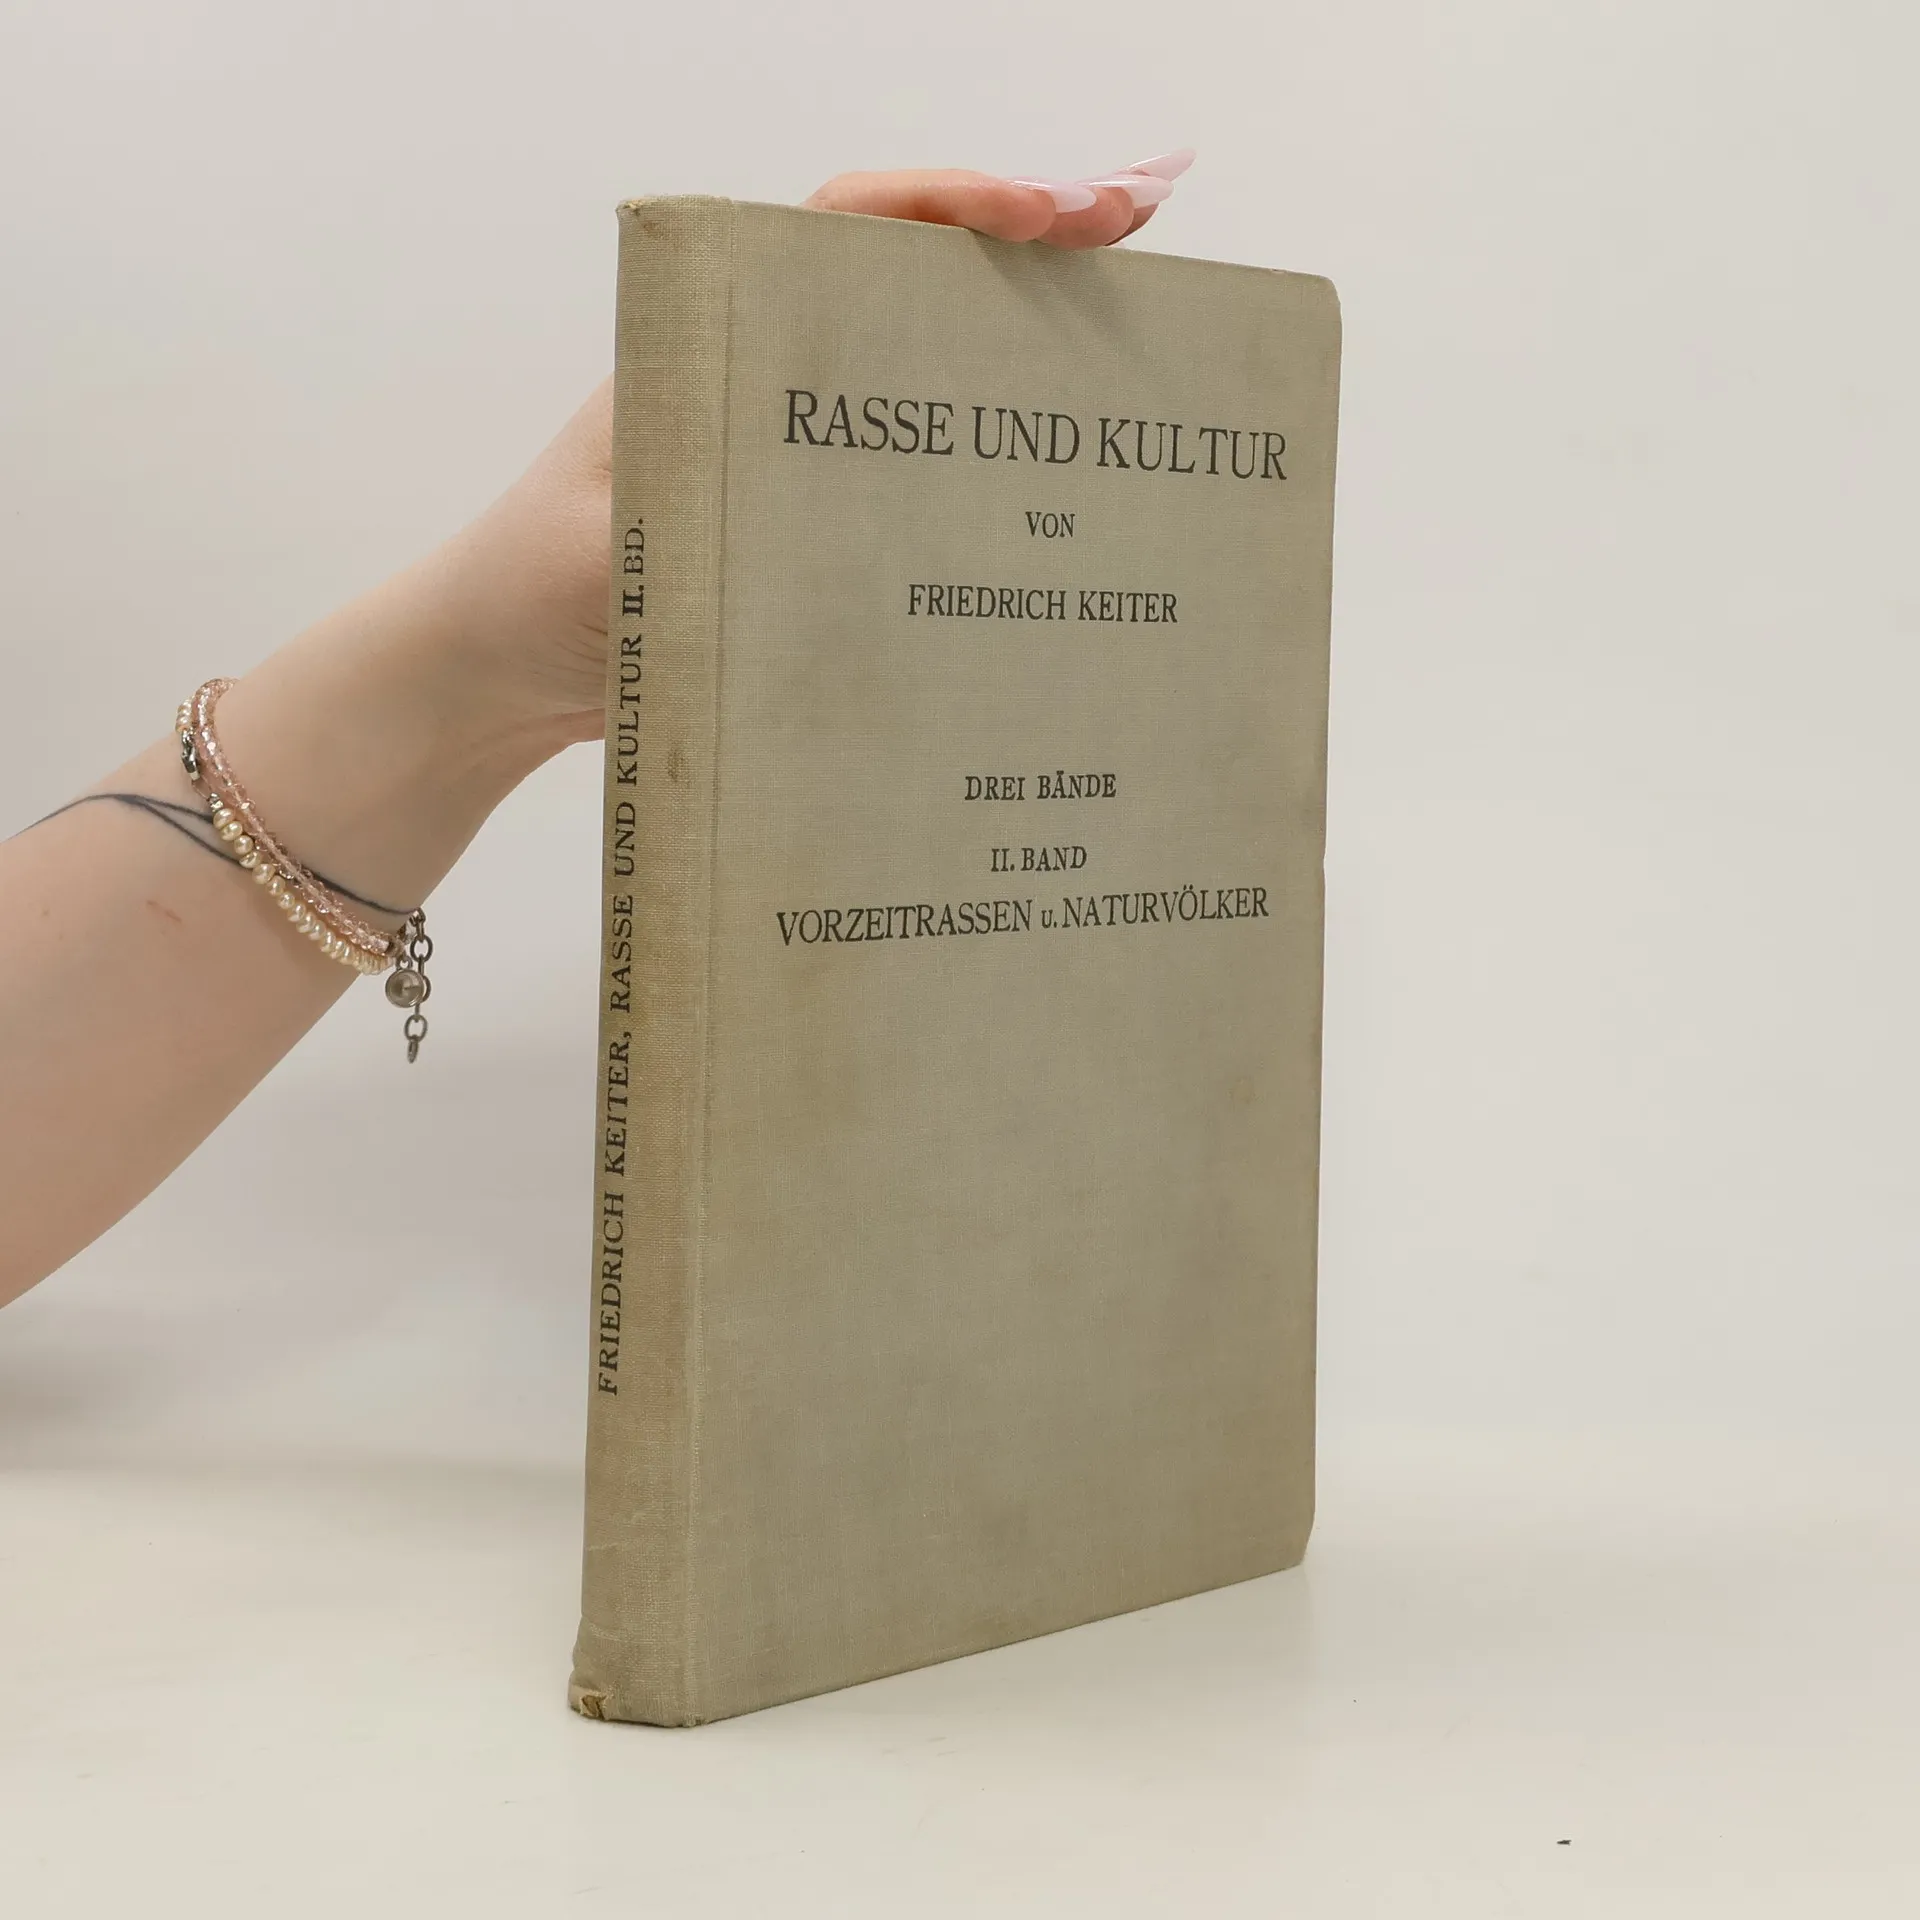 RASSE UND KULTUR
VON
FRIEDRICH KEITER
DREI BÄNDE
II. BAND
VORZEITRASSEN u. NATURVÖLKER
FRIEDRICH KEITER, RASSE UND KULTUR II. BD.